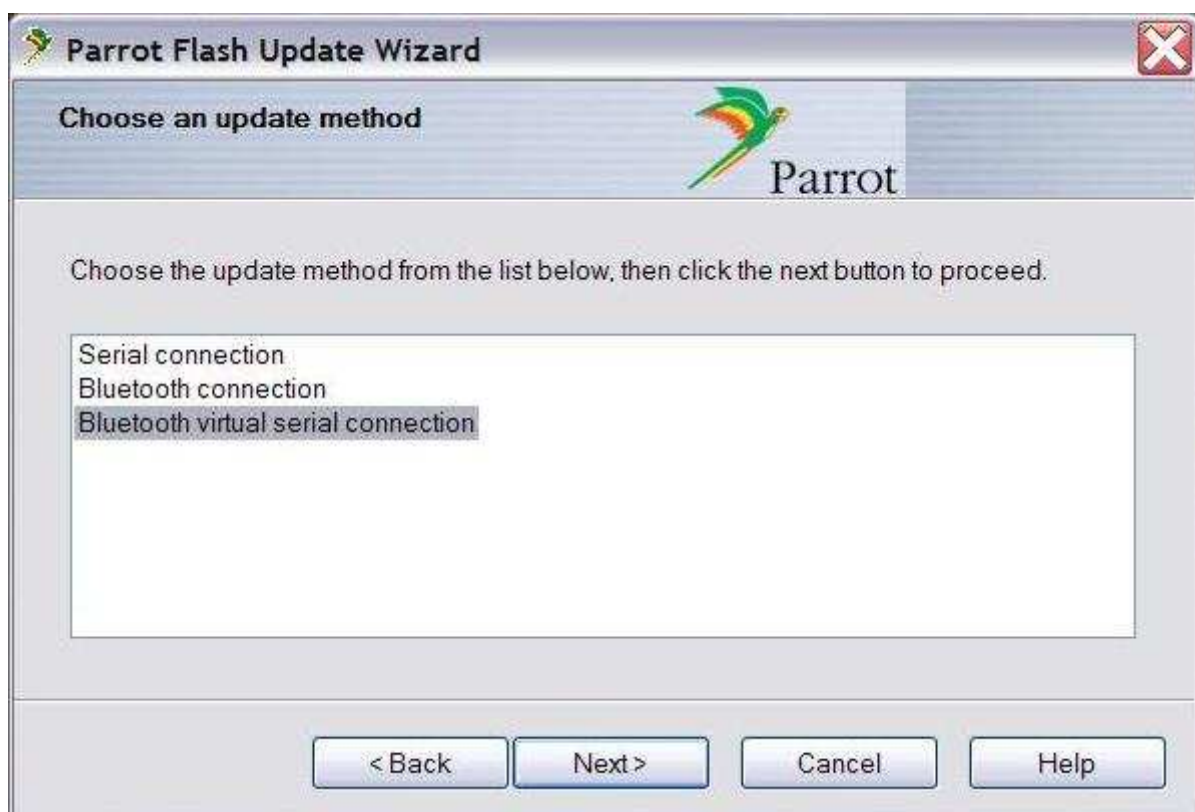 Parrot Flash Update Wizard
Choose an update method
Parrot
Choose the update method from the list below, then click the next button to proceed.
Serial connection
Bluetooth connection
Bluetooth virtual serial connection
< Back Next > Cancel Help